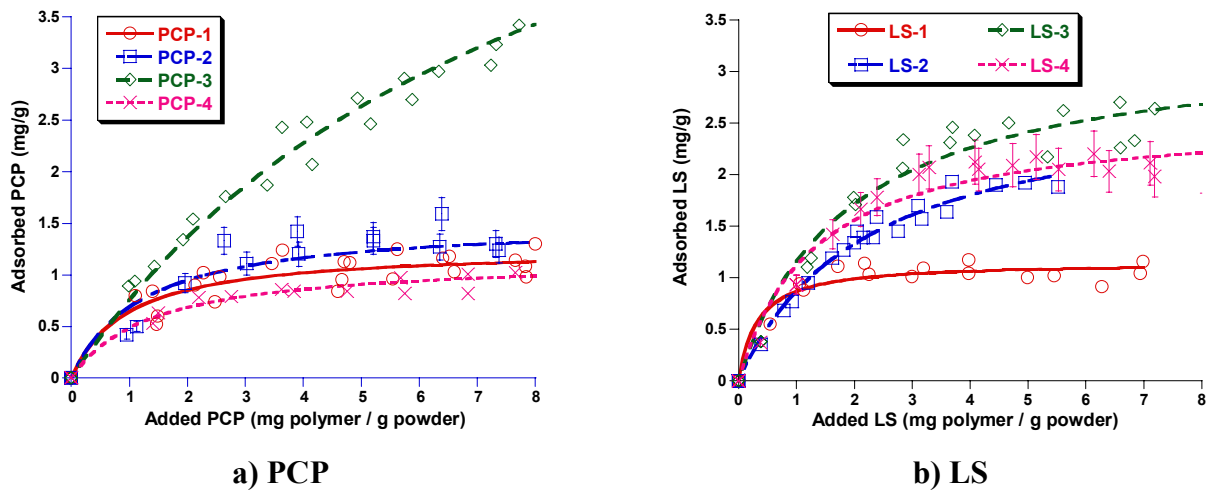 3.5
3
2.5
2
1.5
1
0.5
0
Adsorbed PCP (mg/g)
PCP-1
PCP-2
PCP-3
PCP-4
0 1 2 3 4 5 6 7 8
Added PCP (mg polymer / g powder)
a) PCP
3.5
3
2.5
2
1.5
1
0.5
0
Adsorbed LS (mg/g)
LS-1 LS-3
LS-2 LS-4
0 1 2 3 4 5 6 7 8
Added LS (mg polymer / g powder)
b) LS